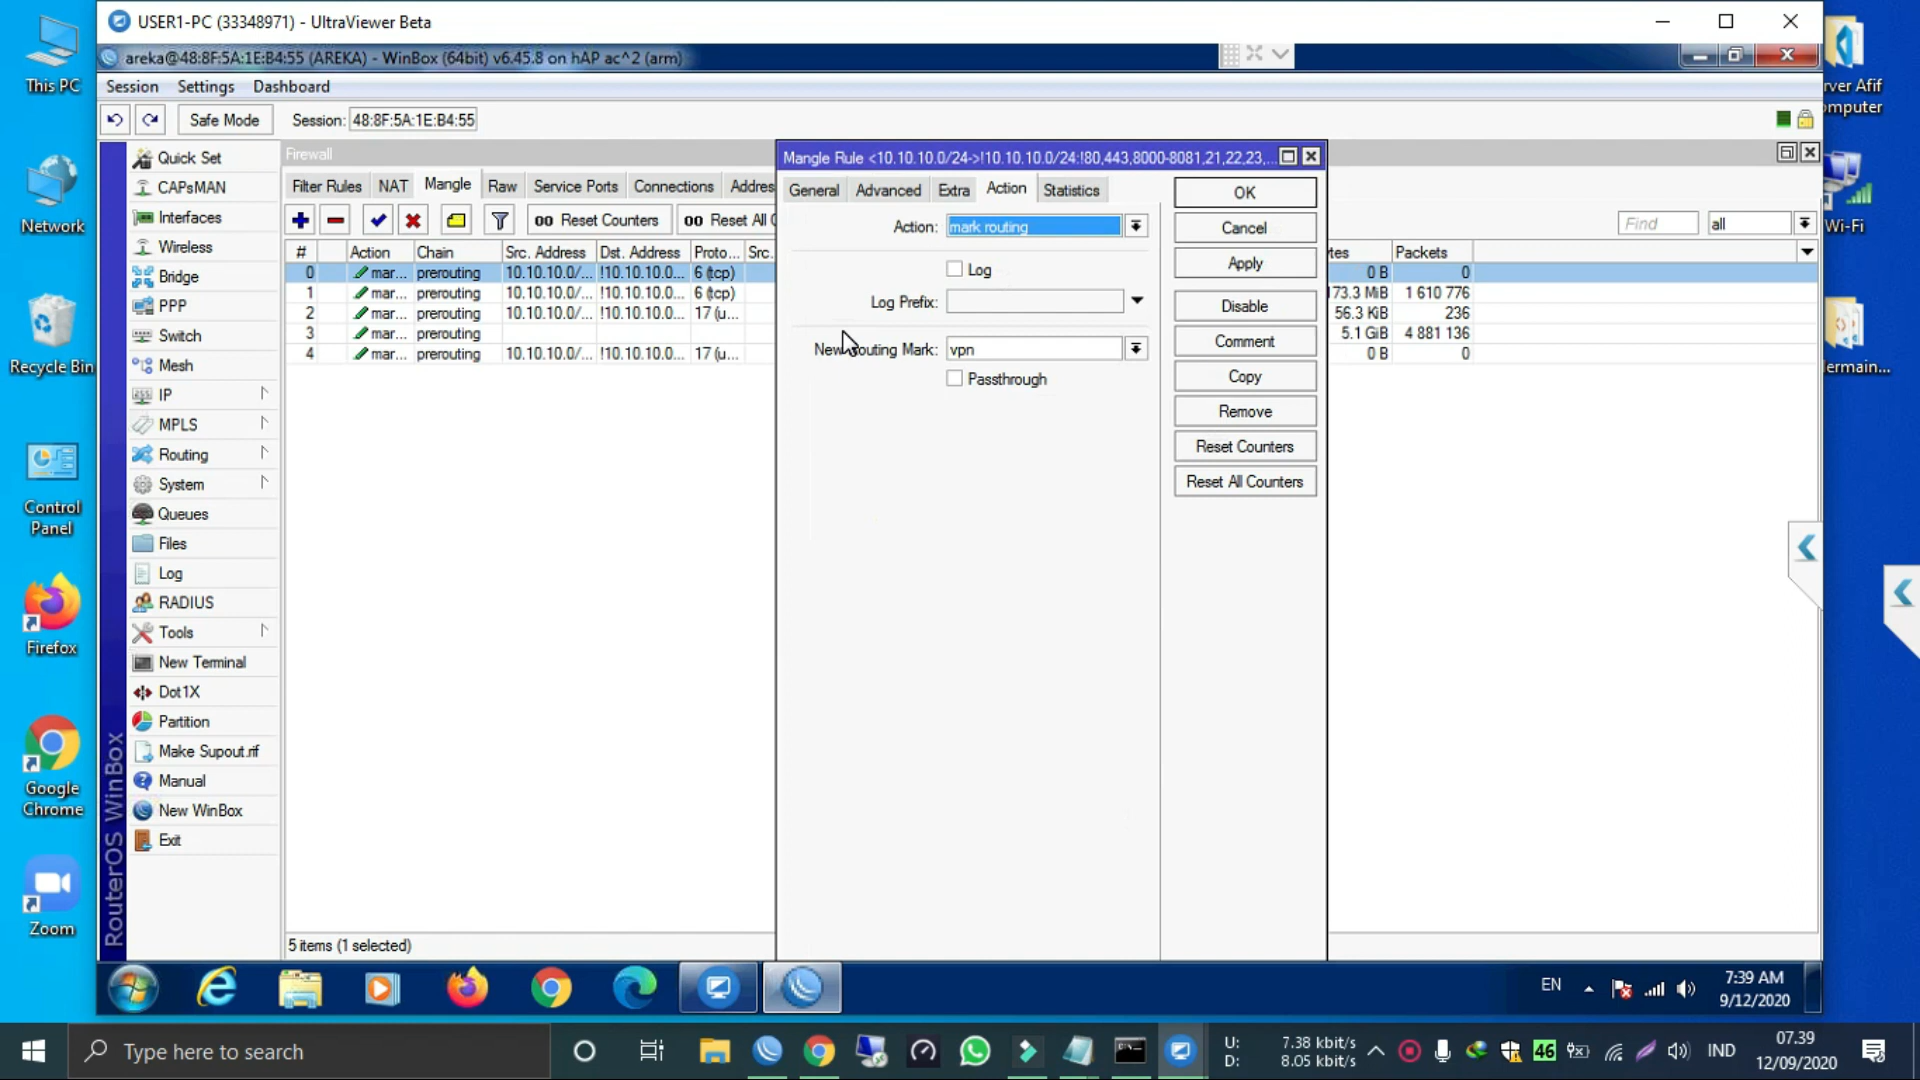 USER1-PC (33348971) - UltraViewer Beta
areka@48:8F:5A:1E:B4:55 (AREKA) - WinBox (64bit) v6.45.8 on hAP ac^2 (arm)
Session Settings Dashboard
Safe Mode Session: 48:8F:5A:1E:B4:55
This PC
Network
Recycle Bin
Control
Panel
Firefox
Google
Chrome
Zoom
Quick Set
CAPsMAN
Interfaces
Wireless
Bridge
PPP
Switch
Mesh
IP
MPLS
Routing
System
Queues
Files
Log
RADIUS
Tools
New Terminal
Dot1X
Partition
Make Supout.rif
Manual
New WinBox
Exit
RouterOS WinBox
Firewall
Filter Rules NAT Mangle Raw Service Ports Connections Addres
00 Reset Counters 00 Reset All C
Find all
# Action Chain Src. Address Dst. Address Proto... Src. tes Packets
0 mar... prerouting 10.10.10.0/... !10.10.10.0... 6 (tcp) 0 B 0
1 mar... prerouting 10.10.10.0/... !10.10.10.0... 6 (tcp) 73.3 MiB 1 610 776
2 mar... prerouting 10.10.10.0/... !10.10.10.0... 17 (u... 56.3 KiB 236
3 mar... prerouting 5.1 GiB 4 881 136
4 mar... prerouting 10.10.10.0/... !10.10.10.0... 17 (u... 0 B 0
5 items (1 selected)
Mangle Rule <10.10.10.0/24->!10.10.10.0/24:!80,443,8000-8081,21,22,23,...
General Advanced Extra Action Statistics
Action: mark routing
Log
Log Prefix:
New Routing Mark: vpn
Passthrough
OK
Cancel
Apply
Disable
Comment
Copy
Remove
Reset Counters
Reset All Counters
rver Afif
omputer
Wi-Fi
ermain...
EN
7:39 AM
9/12/2020
Type here to search
U: 7.38 kbit/s
D: 8.05 kbit/s
46
IND
07.39
12/09/2020